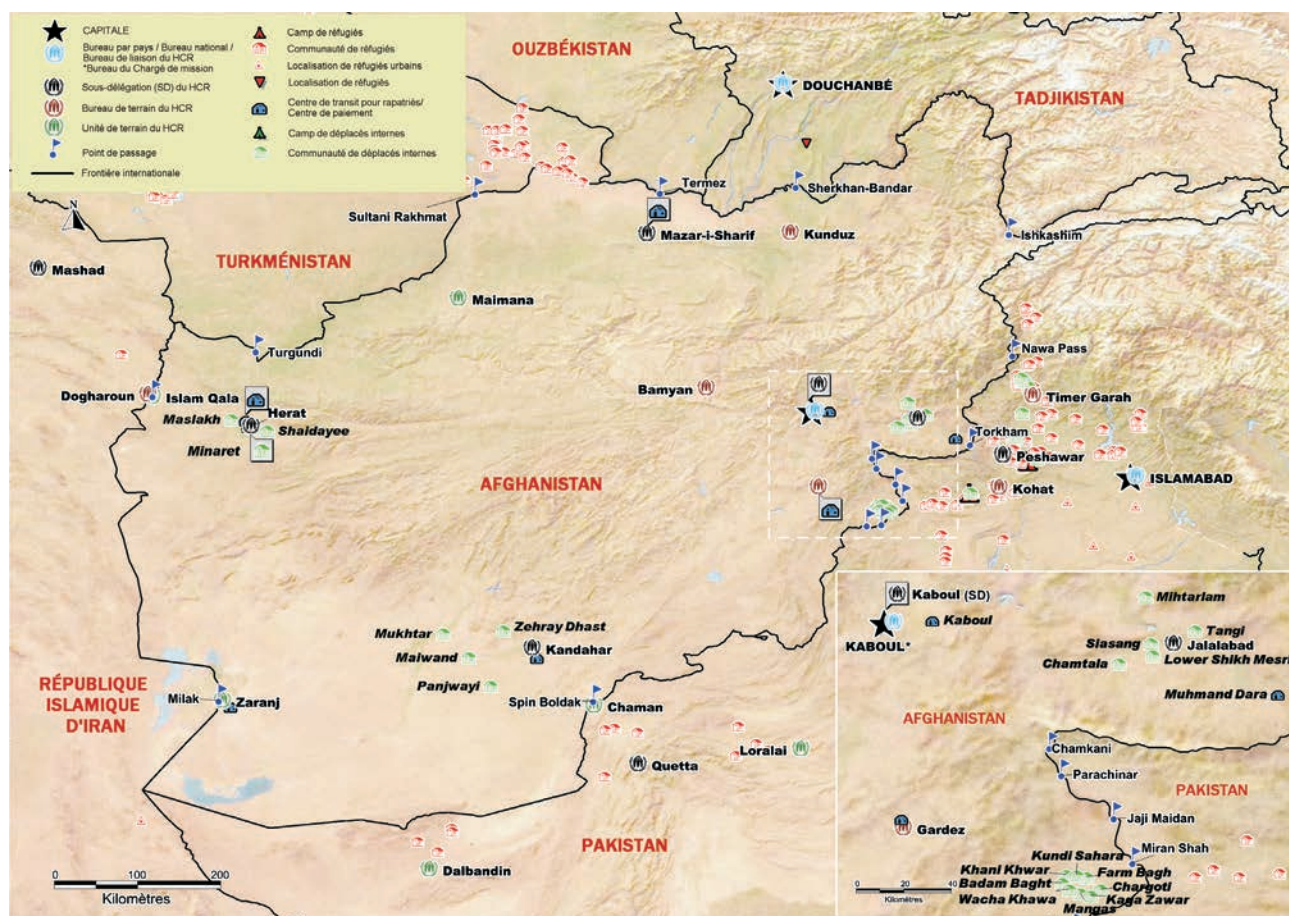 CAPITALE
Bureau par pays / Bureau national /
Bureau de liaison du HCR
*Bureau du Chargé de mission
Sous-délégation (SD) du HCR
Bureau de terrain du HCR
Unité de terrain du HCR
Point de passage
Frontière internationale
Camp de réfugiés
Communauté de réfugiés
Localisation de réfugiés urbains
Localisation de réfugiés
Centre de transit pour rapatriés/
Centre de paiement
Camp de déplacés internes
Communauté de déplacés internes
OUZBÉKISTAN
DOUCHANBÉ
TADJIKISTAN
N
Sultani Rakhmat
Termez
Sherkhan-Bandar
Mazar-i-Sharif
Kunduz
Ishkashim
TURKMÉNISTAN
Mashad
Maimana
Turgundi
Nawa Pass
Dogharoun
Islam Qala
Herat
Maslakh
Shaidayee
Minaret
Bamyan
Timer Garah
Torkham
Peshawar
Kohat
ISLAMABAD
AFGHANISTAN
Mukhtar
Zehray Dhast
Maiwand
Kandahar
Panjwayi
RÉPUBLIQUE
ISLAMIQUE
D'IRAN
Milak
Zaranj
Spin Boldak
Chaman
Quetta
Loralai
PAKISTAN
Dalbandin
100 0 200
Kilomètres
Kaboul (SD)
KABOUL*
Kaboul
Mihtarlam
Tangi
Siasang
Jalalabad
Chamtala
Lower Shikh Mesri
Muhmand Dara
AFGHANISTAN
Chamkani
Parachinar
PAKISTAN
Jaji Maidan
Gardez
Miran Shah
Kundi Sahara
Khani Khwar
Farm Bagh
Badam Baght
Chargoti
Wacha Khawa
Kaga Zawar
Mangas
20 0 40
Kilomètres